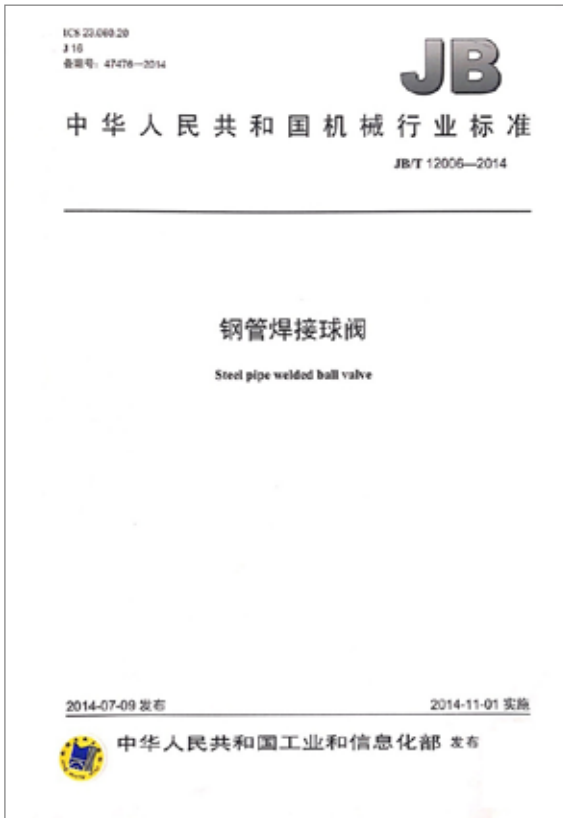 ICS 23.060.20
J 16
备案号：47476—2014
JB
中华人民共和国机械行业标准
JB/T 12006—2014
钢管焊接球阀
Steel pipe welded ball valve
2014-07-09 发布
2014-11-01 实施
中华人民共和国工业和信息化部 发布